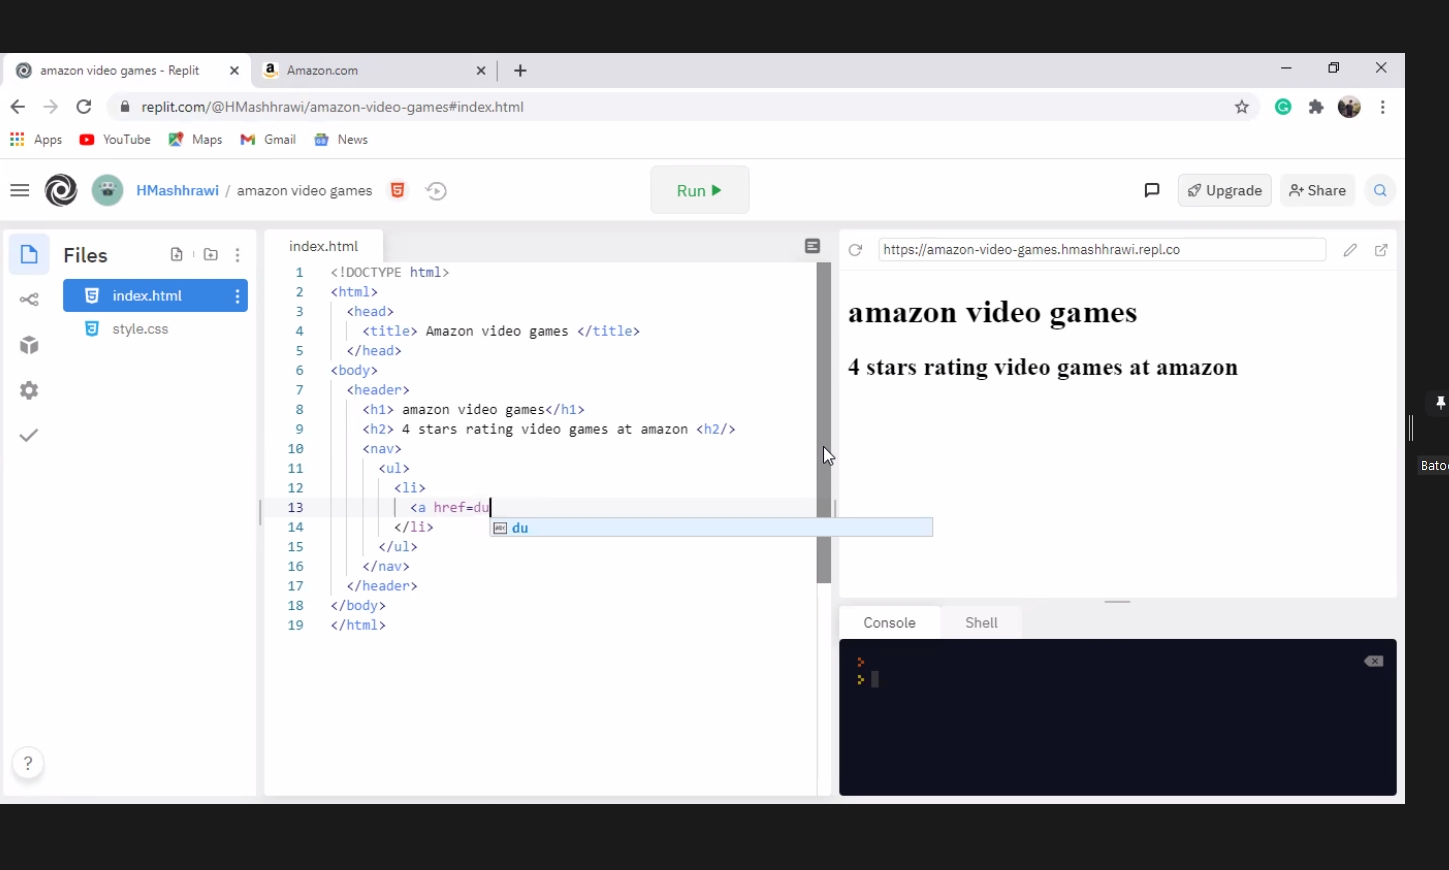 amazon video games - Replit
Amazon.com
replit.com/@HMashhrawi/amazon-video-games#index.html
Apps YouTube Maps Gmail News
HMashhrawi / amazon video games
Run
Upgrade
Share
Files
index.html
style.css
index.html
1 <!DOCTYPE html>
2 <html>
3 <head>
4 <title> Amazon video games </title>
5 </head>
6 <body>
7 <header>
8 <h1> amazon video games</h1>
9 <h2> 4 stars rating video games at amazon <h2/>
10 <nav>
11 <ul>
12 <li>
13 <a href=du
du
14 </li>
15 </ul>
16 </nav>
17 </header>
18 </body>
19 </html>
https://amazon-video-games.hmashhrawi.repl.co
amazon video games
4 stars rating video games at amazon
Console Shell
>
>
?